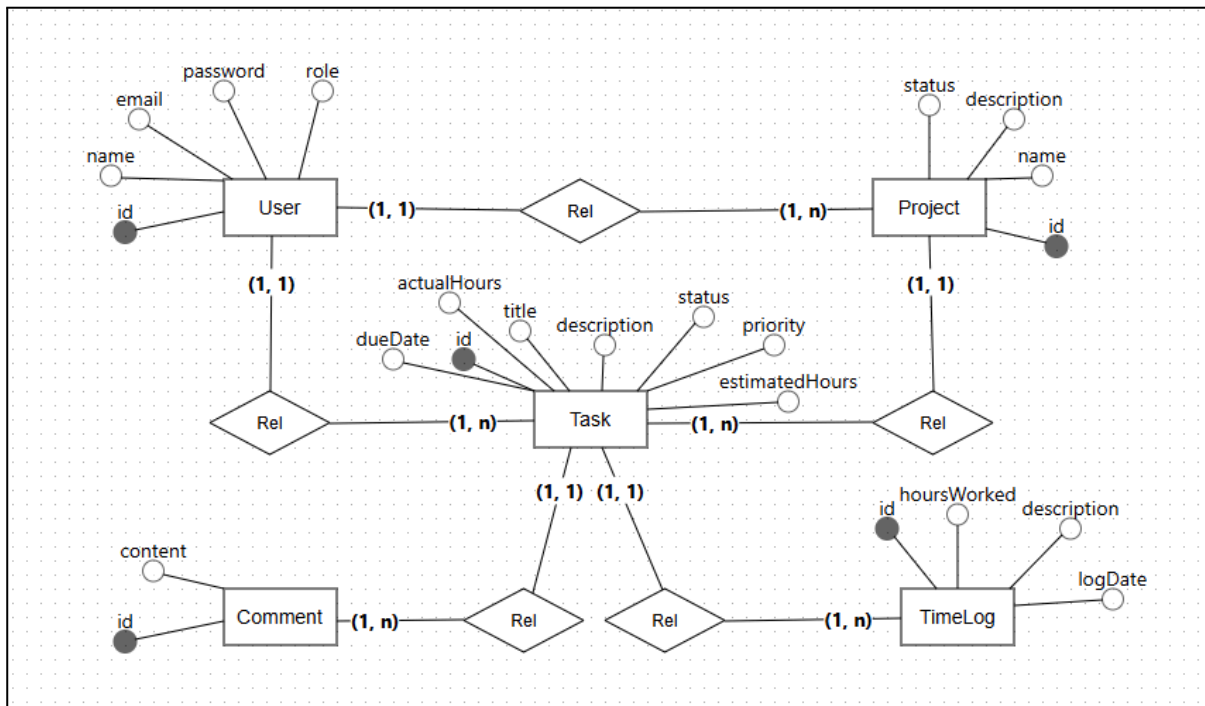 password
role
status
description
email
name
name
id
User
(1, 1)
Rel
(1, n)
Project
id
(1, 1)
(1, 1)
actualHours
title
description
status
priority
dueDate
id
estimatedHours
Rel
(1, n)
Task
(1, n)
Rel
(1, 1)
(1, 1)
id
hoursWorked
description
content
logDate
id
Comment
(1, n)
Rel
Rel
(1, n)
TimeLog